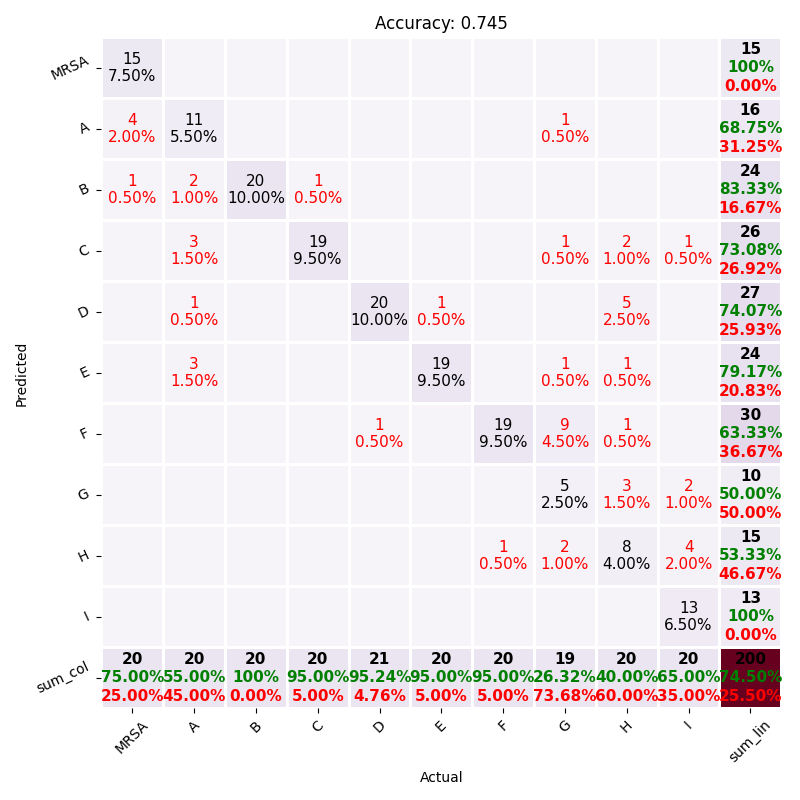 Accuracy: 0.745
MRSA 15 15
7.50% 100%
0.00%
A 4 11 1 16
2.00% 5.50% 0.50% 68.75%
31.25%
B 1 2 20 1 24
0.50% 1.00% 10.00% 0.50% 83.33%
16.67%
C 3 19 1 2 1 26
1.50% 9.50% 0.50% 1.00% 0.50% 73.08%
26.92%
D 1 20 1 5 27
0.50% 10.00% 0.50% 2.50% 74.07%
25.93%
E 3 19 1 1 24
1.50% 9.50% 0.50% 0.50% 79.17%
20.83%
F 1 19 9 1 30
0.50% 9.50% 4.50% 0.50% 63.33%
36.67%
G 5 3 2 10
2.50% 1.50% 1.00% 50.00%
50.00%
H 1 2 8 4 15
0.50% 1.00% 4.00% 2.00% 53.33%
46.67%
I 13 13
6.50% 100%
0.00%
sum_col 20 20 20 20 21 20 20 19 20 20 200
75.00% 55.00% 100% 95.00% 95.24% 95.00% 95.00% 26.32% 40.00% 65.00% 74.50%
25.00% 45.00% 0.00% 5.00% 4.76% 5.00% 5.00% 73.68% 60.00% 35.00% 25.50%
MRSA A B C D E F G H I sum_lin
Actual
Predicted